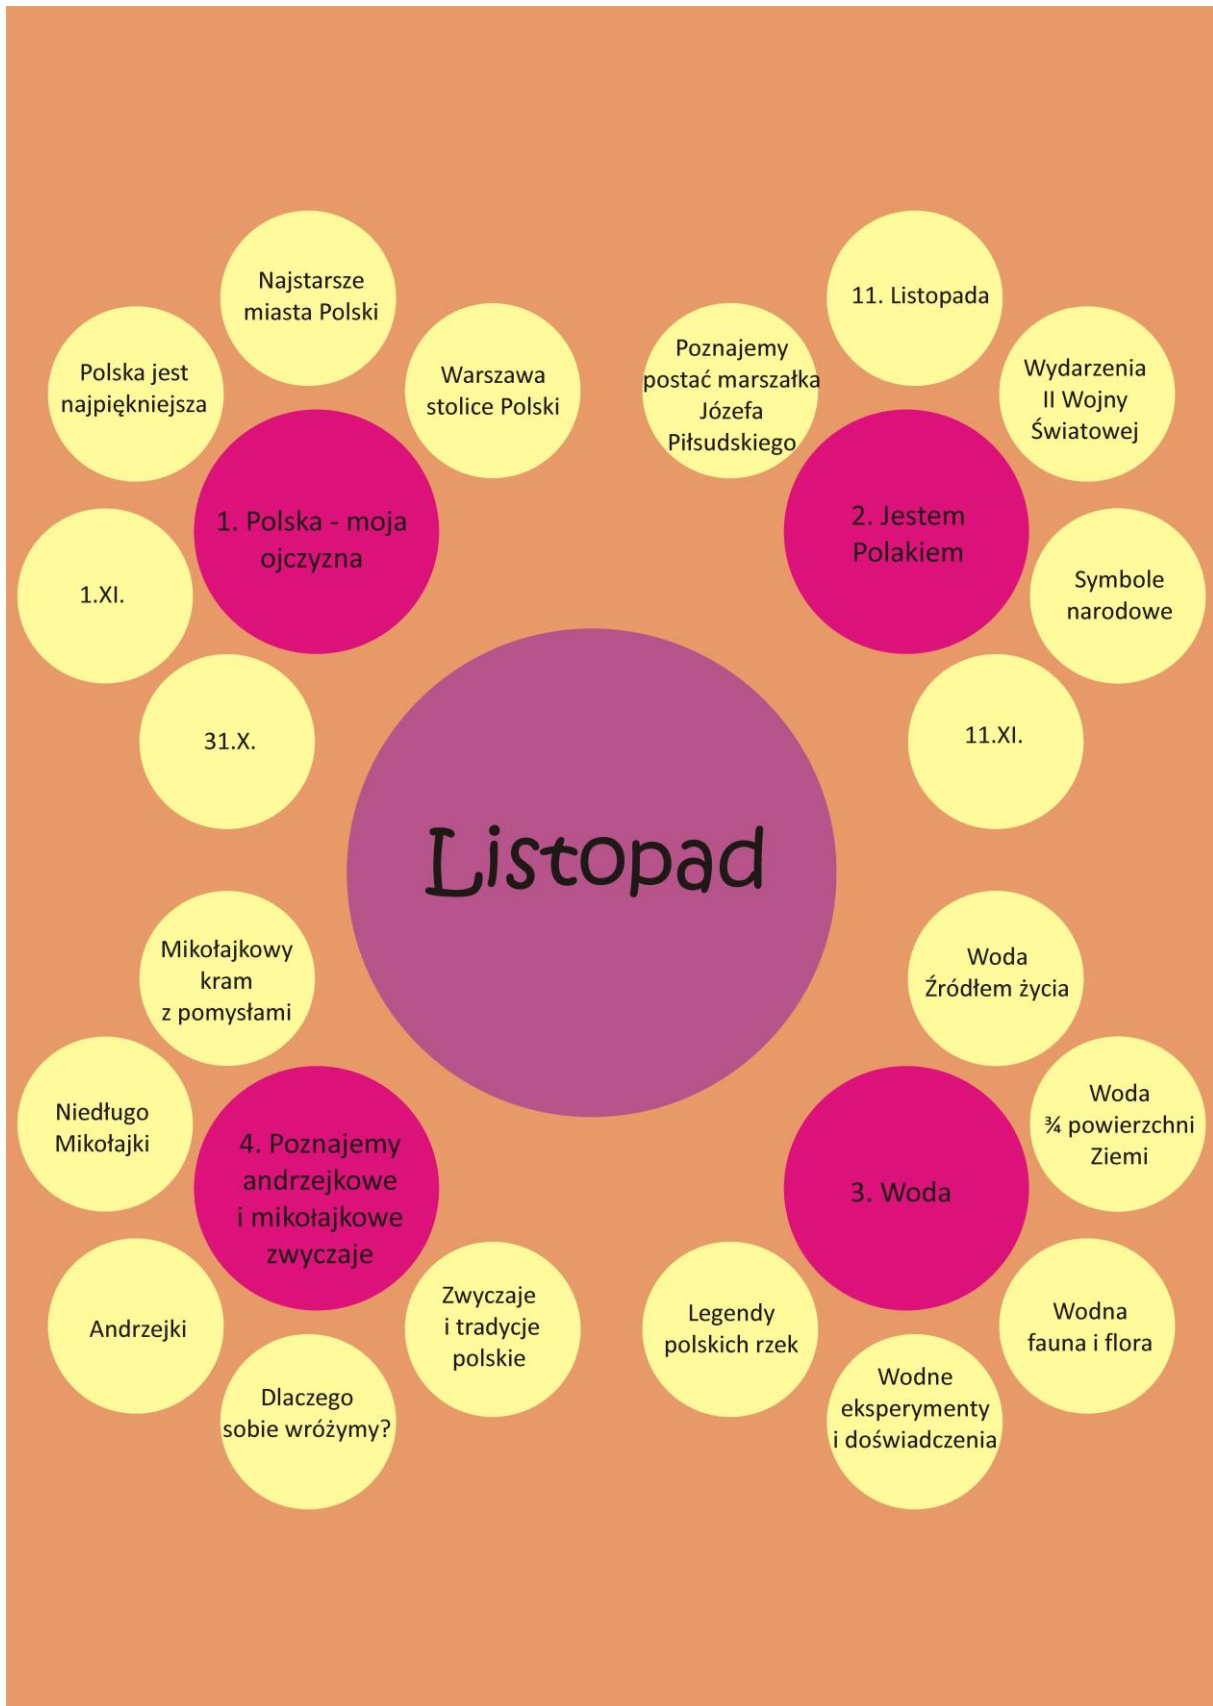 Najstarsze
miasta Polski
Polska jest
najpiękniejsza
Warszawa
stolice Polski
1. Polska - moja
ojczyzna
1.XI.
31.X.
11. Listopada
Poznajemy
postać marszałka
Józefa
Piłsudskiego
Wydarzenia
II Wojny
Światowej
2. Jestem
Polakiem
Symbole
narodowe
11.XI.
Listopad
Mikołajkowy
kram
z pomysłami
Niedługo
Mikołajki
4. Poznajemy
andrzejkowe
i mikołajkowe
zwyczaje
Andrzejki
Dlaczego
sobie wróżymy?
Zwyczaje
i tradycje
polskie
Woda
Źródłem życia
Woda
¾ powierzchni
Ziemi
3. Woda
Legendy
polskich rzek
Wodna
fauna i flora
Wodne
eksperymenty
i doświadczenia